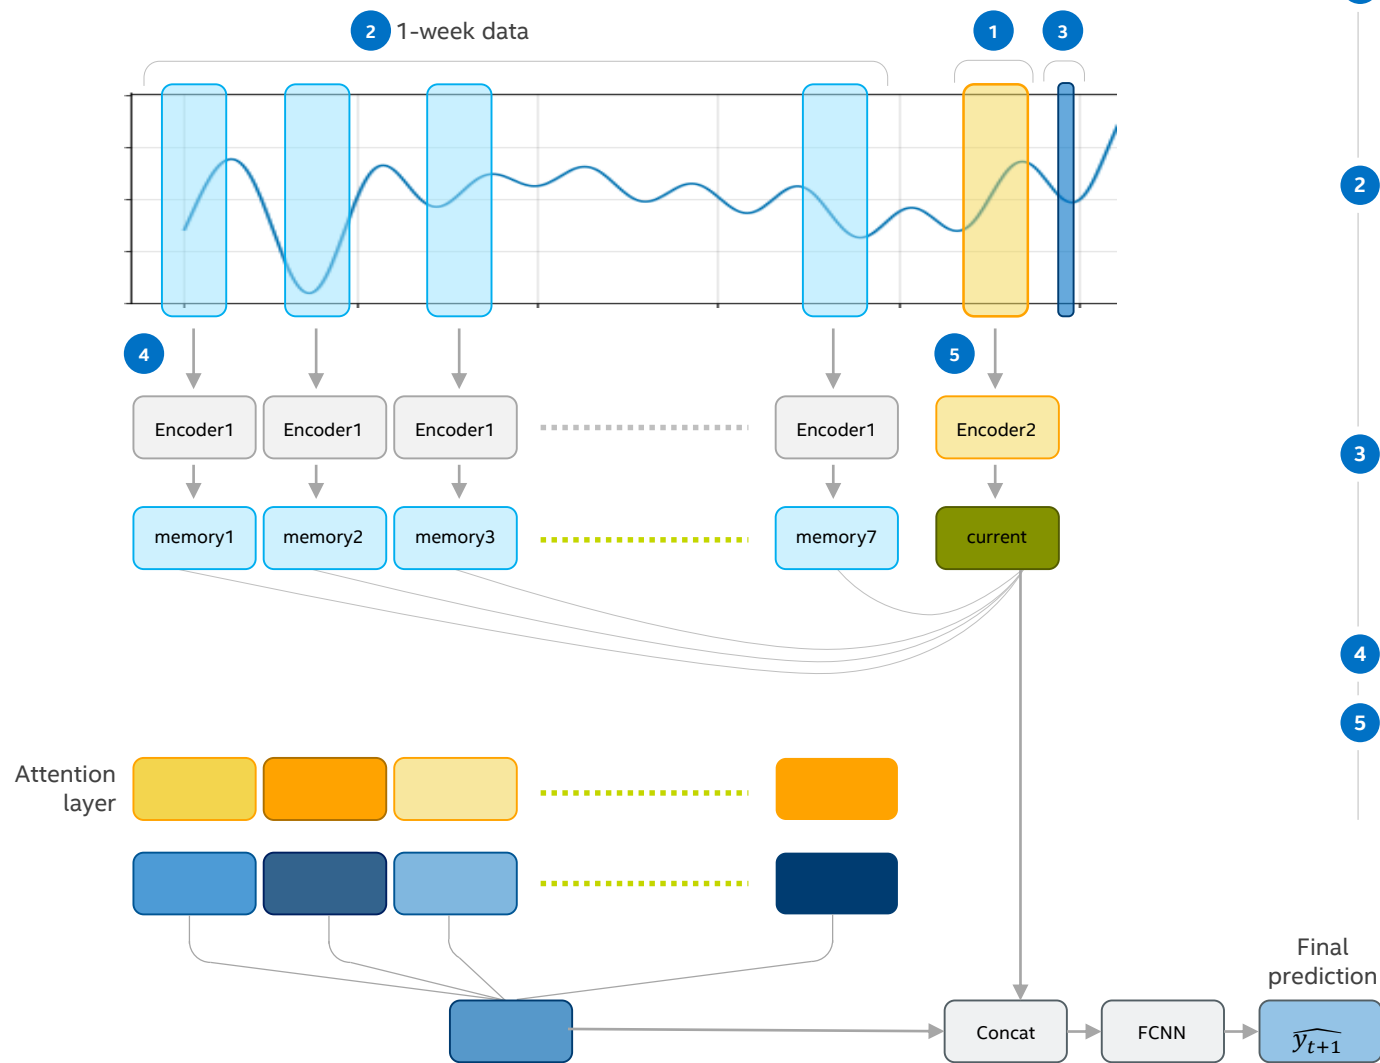 2 1-week data
1
3
2
4
5
3
Encoder1
Encoder1
Encoder1
Encoder1
Encoder2
memory1
memory2
memory3
memory7
current
4
5
Attention
layer
Final
prediction
Concat
FCNN
$\widehat{y_{t+1}}$